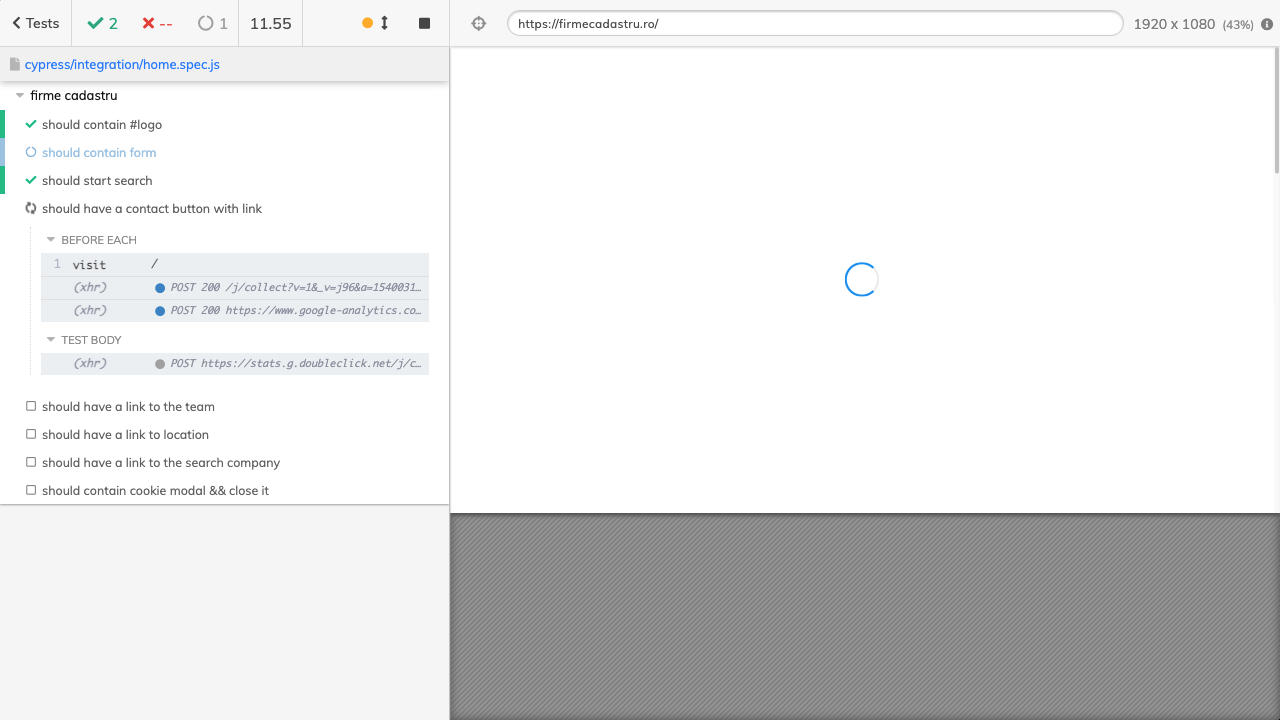 Tests 2 -- 1 11.55 https://firmecadastru.ro/ 1920 x 1080 (43%)
cypress/integration/home.spec.js
firme cadastru
should contain #logo
should contain form
should start search
should have a contact button with link
BEFORE EACH
1 visit /
(xhr) POST 200 /j/collect?v=1&_v=j96&a=1540031...
(xhr) POST 200 https://www.google-analytics.co...
TEST BODY
(xhr) POST https://stats.g.doubleclick.net/j/c...
should have a link to the team
should have a link to location
should have a link to the search company
should contain cookie modal && close it